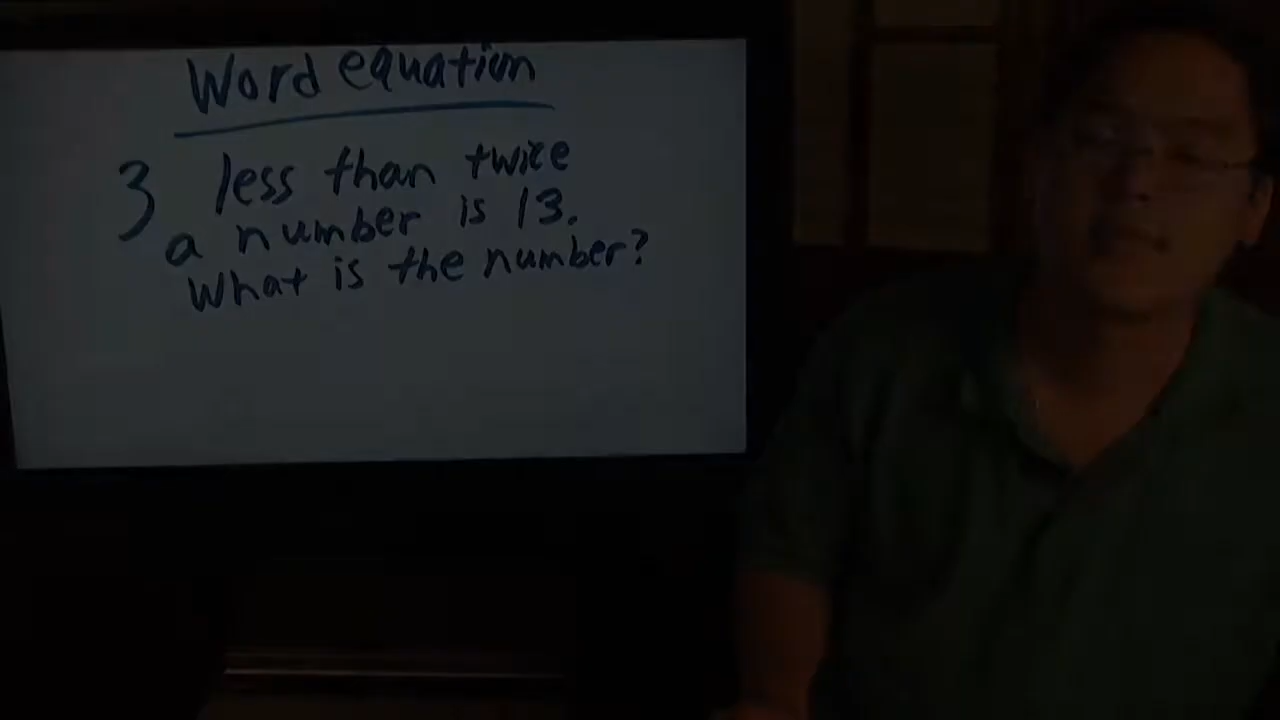 Word equation
3 less than twice
a number is 13.
What is the number?